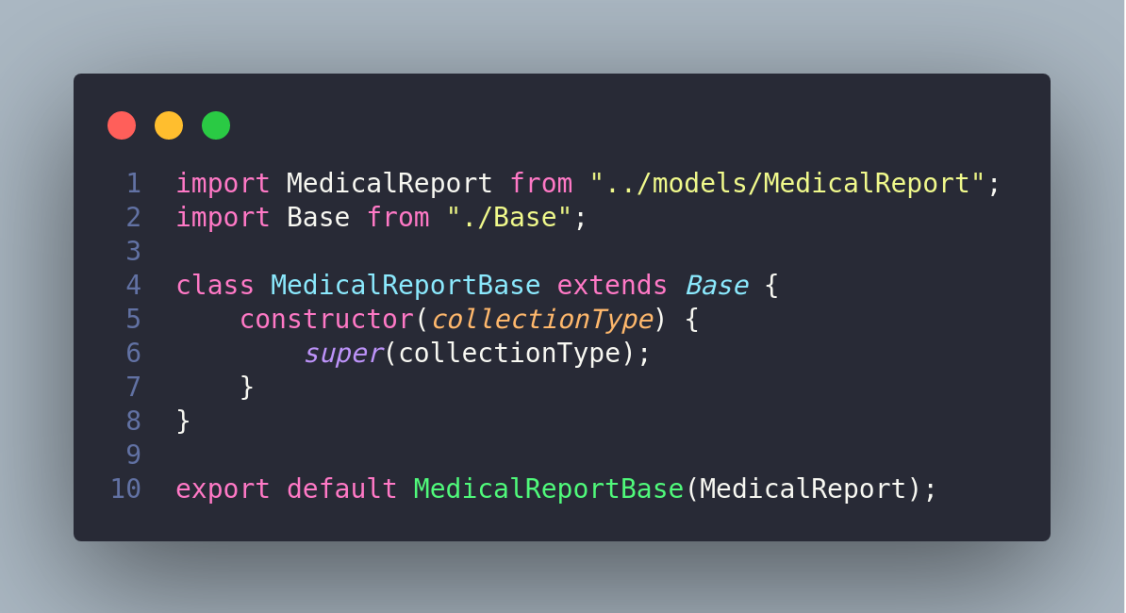 1 import MedicalReport from "../models/MedicalReport";
2 import Base from "./Base";
3
4 class MedicalReportBase extends Base {
5     constructor(collectionType) {
6         super(collectionType);
7     }
8 }
9
10 export default MedicalReportBase(MedicalReport);